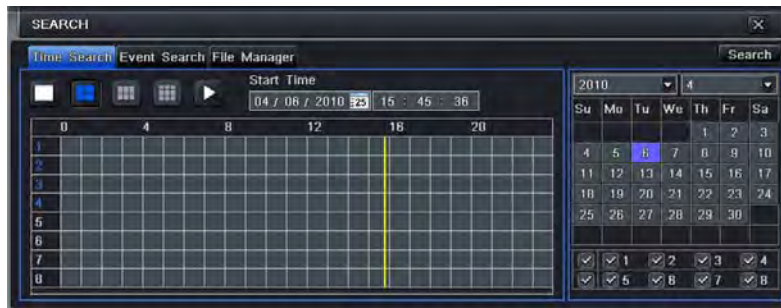 SEARCH
Time Search Event Search File Manager Search
Start Time
04 / 06 / 2010 25 15 : 45 : 36
0 4 8 12 16 20
1
2
3
4
5
6
7
8
2010 4
Su Mo Tu We Th Fr Sa
1 2 3
4 5 6 7 8 9 10
11 12 13 14 15 16 17
18 19 20 21 22 23 24
25 26 27 28 29 30
1 2 3 4
5 6 7 8